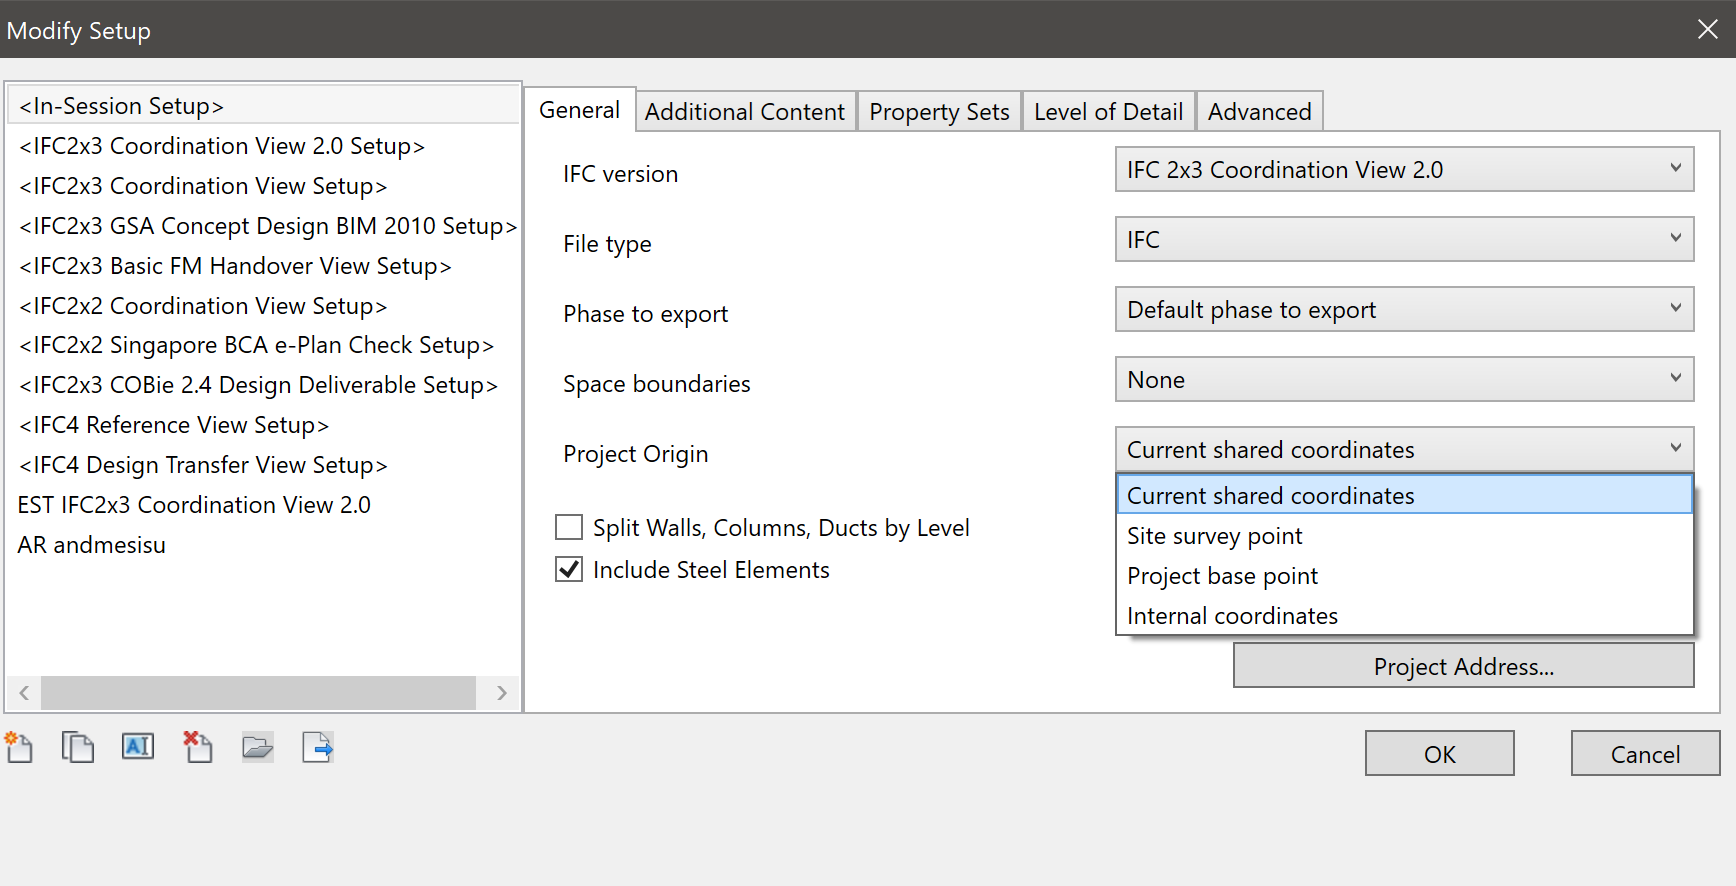 Modify Setup
<In-Session Setup>
<IFC2x3 Coordination View 2.0 Setup>
<IFC2x3 Coordination View Setup>
<IFC2x3 GSA Concept Design BIM 2010 Setup>
<IFC2x3 Basic FM Handover View Setup>
<IFC2x2 Coordination View Setup>
<IFC2x2 Singapore BCA e-Plan Check Setup>
<IFC2x3 COBie 2.4 Design Deliverable Setup>
<IFC4 Reference View Setup>
<IFC4 Design Transfer View Setup>
EST IFC2x3 Coordination View 2.0
AR andmesisu
General Additional Content Property Sets Level of Detail Advanced
IFC version IFC 2x3 Coordination View 2.0
File type IFC
Phase to export Default phase to export
Space boundaries None
Project Origin Current shared coordinates
Current shared coordinates
Site survey point
Project base point
Internal coordinates
Split Walls, Columns, Ducts by Level
Include Steel Elements
Project Address...
AI
OK Cancel